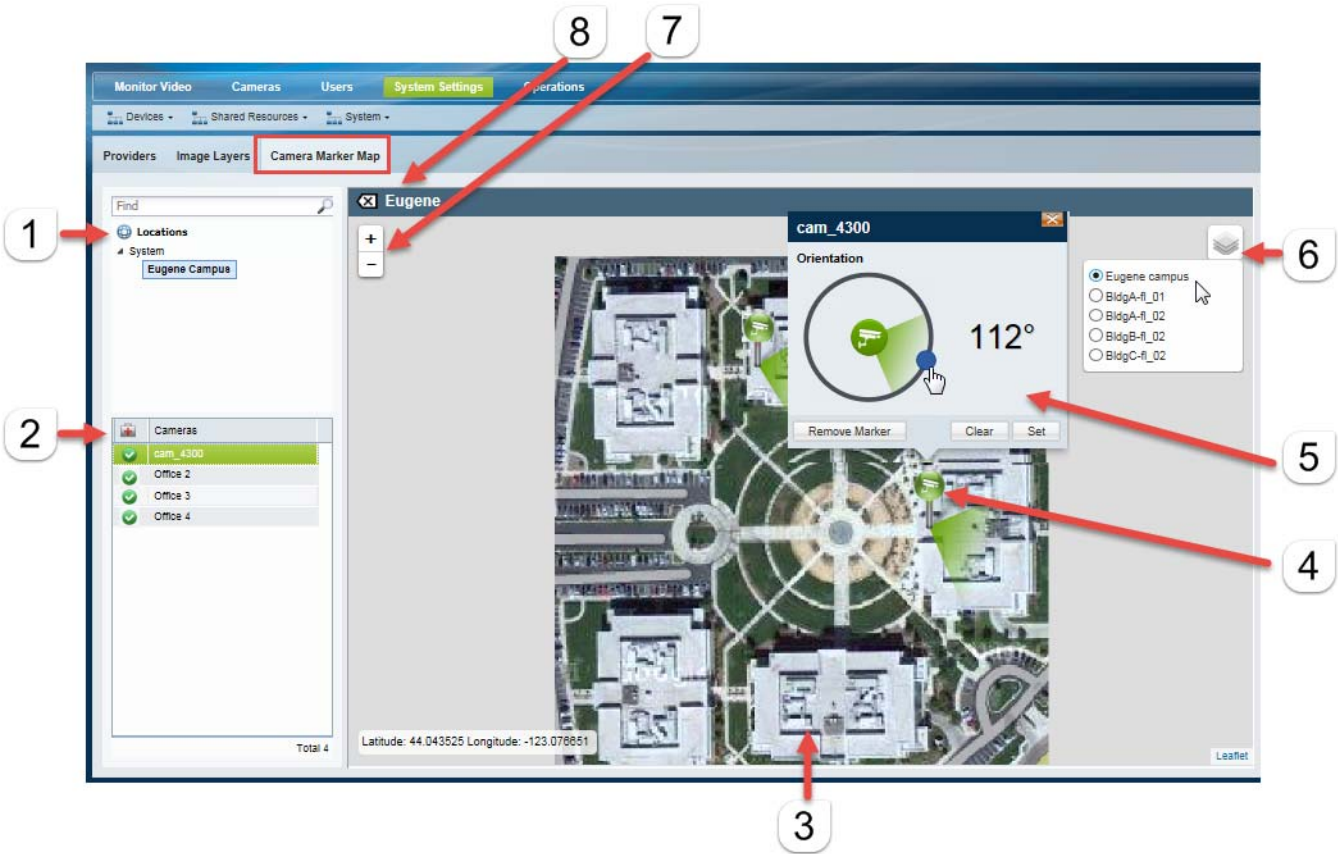 8
7
Monitor Video Cameras Users System Settings Operations
Devices Shared Resources System
Providers Image Layers Camera Marker Map
Find
1
Locations
System
Eugene Campus
Eugene
+
−
cam_4300
Orientation
112°
Remove Marker Clear Set
6
Eugene campus
BldgA-fl_01
BldgA-fl_02
BldgB-fl_02
BldgC-fl_02
2
Cameras
cam_4300
Office 2
Office 3
Office 4
5
4
Total 4
Latitude: 44.043525 Longitude: -123.076651
Leaflet
3